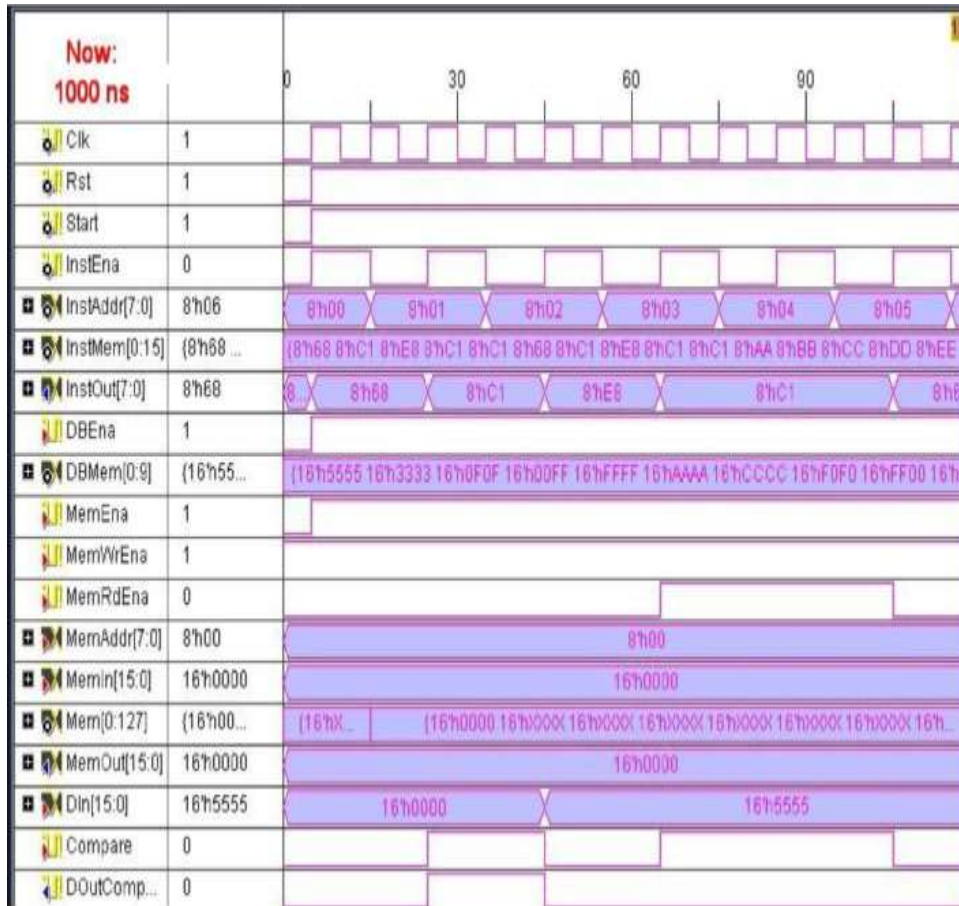 Now:
1000 ns
0 30 60 90 1
Clk 1
Rst 1
Start 1
InstEna 0
InstAddr[7:0] 8'h06 8'h00 8'h01 8'h02 8'h03 8'h04 8'h05
InstMem[0:15] {8'h68 ... {8'h68 8'hC1 8'hE8 8'hC1 8'hC1 8'h68 8'hC1 8'hE8 8'hC1 8'hC1 8'hAA 8'hBB 8'hCC 8'hDD 8'hEE
InstOut[7:0] 8'h68 8... 8'h68 8'hC1 8'hE8 8'hC1 8'h6
DBEna 1
DBMem[0:9] {16'h55... {16'h5555 16'h3333 16'h0F0F 16'h00FF 16'hFFFF 16'hAAAA 16'hCCCC 16'hF0F0 16'hFF00 16'h
MemEna 1
MemWrEna 1
MemRdEna 0
MemAddr[7:0] 8'h00 8'h00
MemIn[15:0] 16'h0000 16'h0000
Mem[0:127] {16'h00... {16'hX... {16'h0000 16'hXXXX 16'hXXXX 16'hXXXX 16'hXXXX 16'hXXXX 16'hXXXX 16'h...
MemOut[15:0] 16'h0000 16'h0000
DIn[15:0] 16'h5555 16'h0000 16'h5555
Compare 0
DOutComp... 0